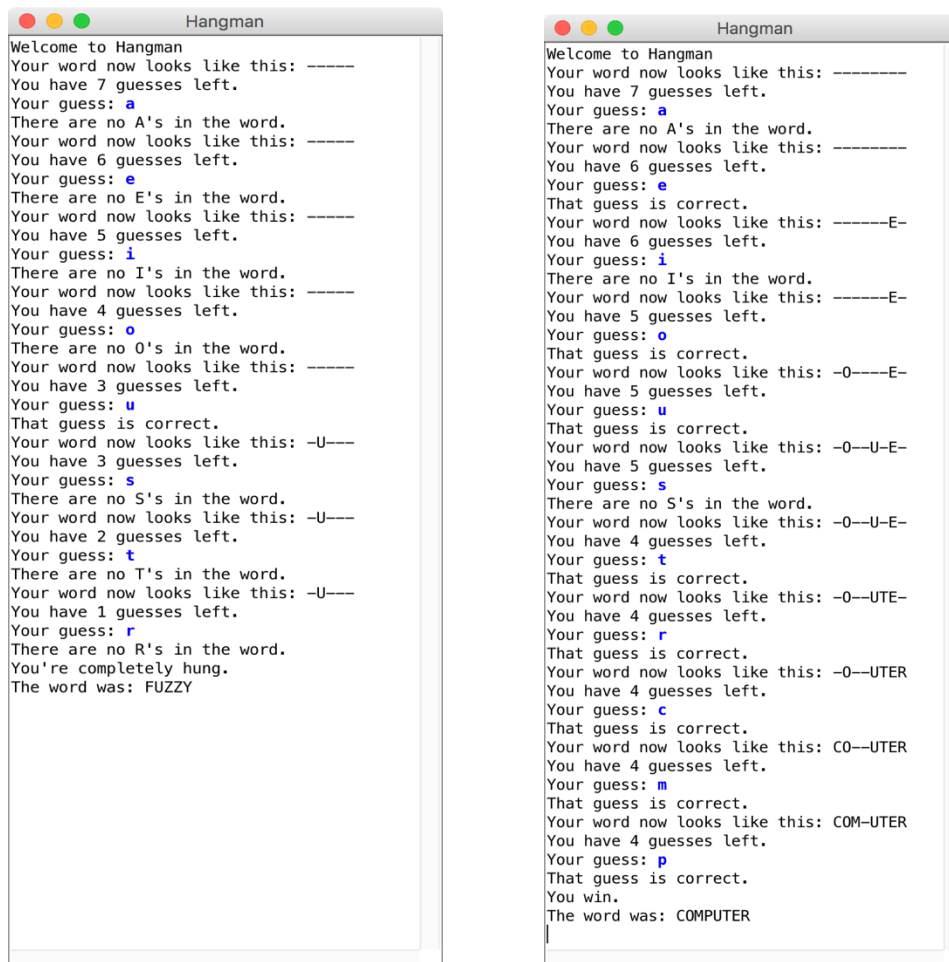 Hangman
Welcome to Hangman
Your word now looks like this: -----
You have 7 guesses left.
Your guess: a
There are no A's in the word.
Your word now looks like this: -----
You have 6 guesses left.
Your guess: e
There are no E's in the word.
Your word now looks like this: -----
You have 5 guesses left.
Your guess: i
There are no I's in the word.
Your word now looks like this: -----
You have 4 guesses left.
Your guess: o
There are no O's in the word.
Your word now looks like this: -----
You have 3 guesses left.
Your guess: u
That guess is correct.
Your word now looks like this: -U---
You have 3 guesses left.
Your guess: s
There are no S's in the word.
Your word now looks like this: -U---
You have 2 guesses left.
Your guess: t
There are no T's in the word.
Your word now looks like this: -U---
You have 1 guesses left.
Your guess: r
There are no R's in the word.
You're completely hung.
The word was: FUZZY
Hangman
Welcome to Hangman
Your word now looks like this: --------
You have 7 guesses left.
Your guess: a
There are no A's in the word.
Your word now looks like this: --------
You have 6 guesses left.
Your guess: e
That guess is correct.
Your word now looks like this: ------E-
You have 6 guesses left.
Your guess: i
There are no I's in the word.
Your word now looks like this: ------E-
You have 5 guesses left.
Your guess: o
That guess is correct.
Your word now looks like this: -O----E-
You have 5 guesses left.
Your guess: u
That guess is correct.
Your word now looks like this: -O--U-E-
You have 5 guesses left.
Your guess: s
There are no S's in the word.
Your word now looks like this: -O--U-E-
You have 4 guesses left.
Your guess: t
That guess is correct.
Your word now looks like this: -O--UTE-
You have 4 guesses left.
Your guess: r
That guess is correct.
Your word now looks like this: -O--UTER
You have 4 guesses left.
Your guess: c
That guess is correct.
Your word now looks like this: CO--UTER
You have 4 guesses left.
Your guess: m
That guess is correct.
Your word now looks like this: COM-UTER
You have 4 guesses left.
Your guess: p
That guess is correct.
You win.
The word was: COMPUTER